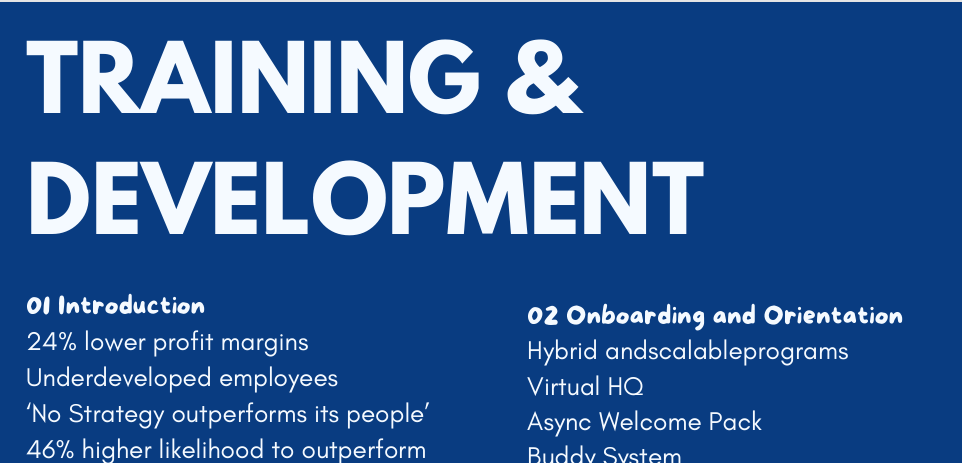 TRAINING &
DEVELOPMENT
01 Introduction
24% lower profit margins
Underdeveloped employees
‘No Strategy outperforms its people’
46% higher likelihood to outperform
02 Onboarding and Orientation
Hybrid andscalableprograms
Virtual HQ
Async Welcome Pack
Buddy System